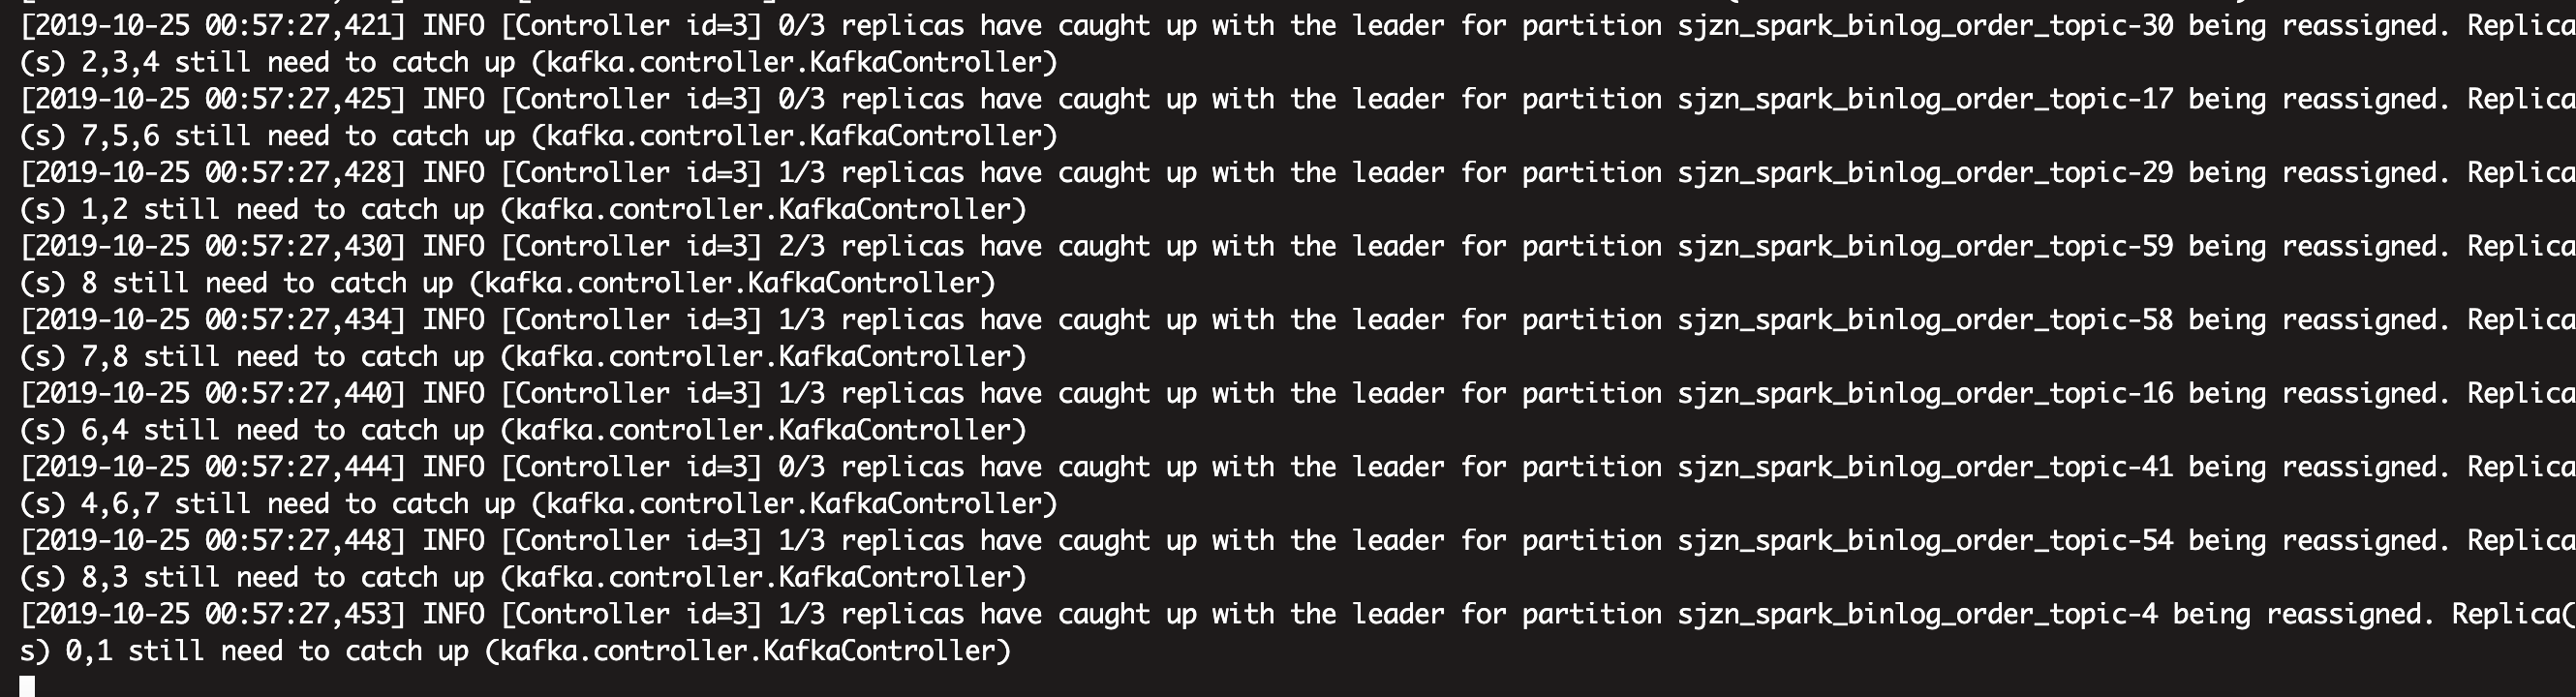 [2019-10-25 00:57:27,421] INFO [Controller id=3] 0/3 replicas have caught up with the leader for partition sjzn_spark_binlog_order_topic-30 being reassigned. Replica
(s) 2,3,4 still need to catch up (kafka.controller.KafkaController)
[2019-10-25 00:57:27,425] INFO [Controller id=3] 0/3 replicas have caught up with the leader for partition sjzn_spark_binlog_order_topic-17 being reassigned. Replica
(s) 7,5,6 still need to catch up (kafka.controller.KafkaController)
[2019-10-25 00:57:27,428] INFO [Controller id=3] 1/3 replicas have caught up with the leader for partition sjzn_spark_binlog_order_topic-29 being reassigned. Replica
(s) 1,2 still need to catch up (kafka.controller.KafkaController)
[2019-10-25 00:57:27,430] INFO [Controller id=3] 2/3 replicas have caught up with the leader for partition sjzn_spark_binlog_order_topic-59 being reassigned. Replica
(s) 8 still need to catch up (kafka.controller.KafkaController)
[2019-10-25 00:57:27,434] INFO [Controller id=3] 1/3 replicas have caught up with the leader for partition sjzn_spark_binlog_order_topic-58 being reassigned. Replica
(s) 7,8 still need to catch up (kafka.controller.KafkaController)
[2019-10-25 00:57:27,440] INFO [Controller id=3] 1/3 replicas have caught up with the leader for partition sjzn_spark_binlog_order_topic-16 being reassigned. Replica
(s) 6,4 still need to catch up (kafka.controller.KafkaController)
[2019-10-25 00:57:27,444] INFO [Controller id=3] 0/3 replicas have caught up with the leader for partition sjzn_spark_binlog_order_topic-41 being reassigned. Replica
(s) 4,6,7 still need to catch up (kafka.controller.KafkaController)
[2019-10-25 00:57:27,448] INFO [Controller id=3] 1/3 replicas have caught up with the leader for partition sjzn_spark_binlog_order_topic-54 being reassigned. Replica
(s) 8,3 still need to catch up (kafka.controller.KafkaController)
[2019-10-25 00:57:27,453] INFO [Controller id=3] 1/3 replicas have caught up with the leader for partition sjzn_spark_binlog_order_topic-4 being reassigned. Replica(
s) 0,1 still need to catch up (kafka.controller.KafkaController)